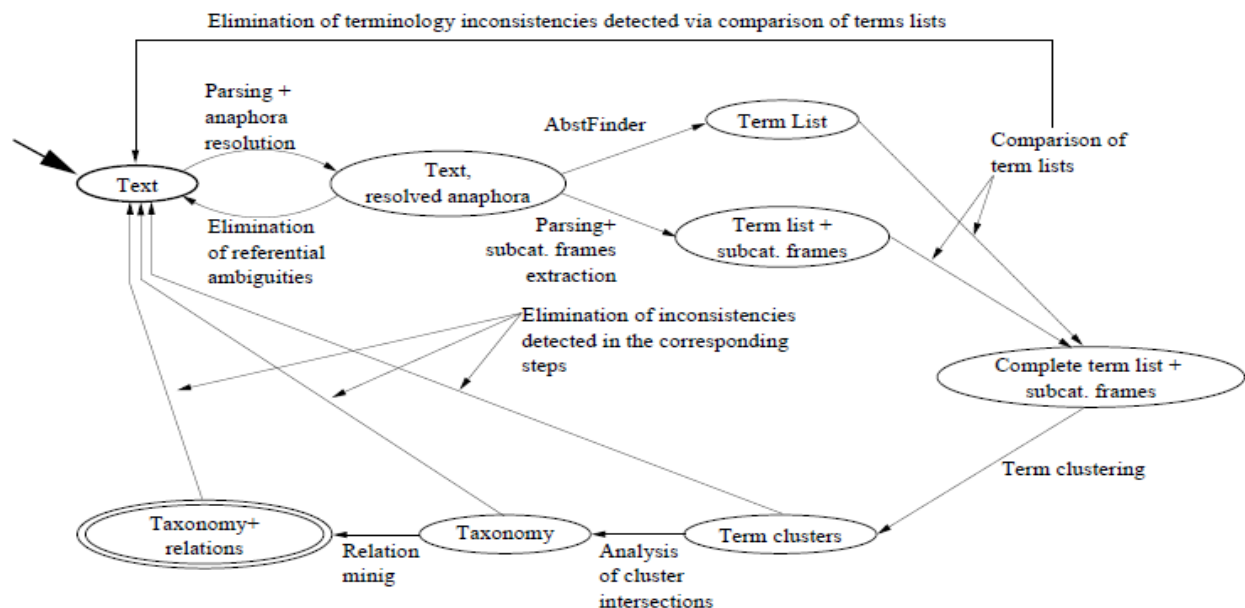 Elimination of terminology inconsistencies detected via comparison of terms lists
Parsing +
anaphora
resolution
AbstFinder
Term List
Comparison of
term lists
Text
Text,
resolved anaphora
Elimination
of referential
ambiguities
Parsing+
subcat. frames
extraction
Term list +
subcat. frames
Elimination of inconsistencies
detected in the corresponding
steps
Complete term list +
subcat. frames
Term clustering
Taxonomy+
relations
Relation
minig
Taxonomy
Analysis
of cluster
intersections
Term clusters